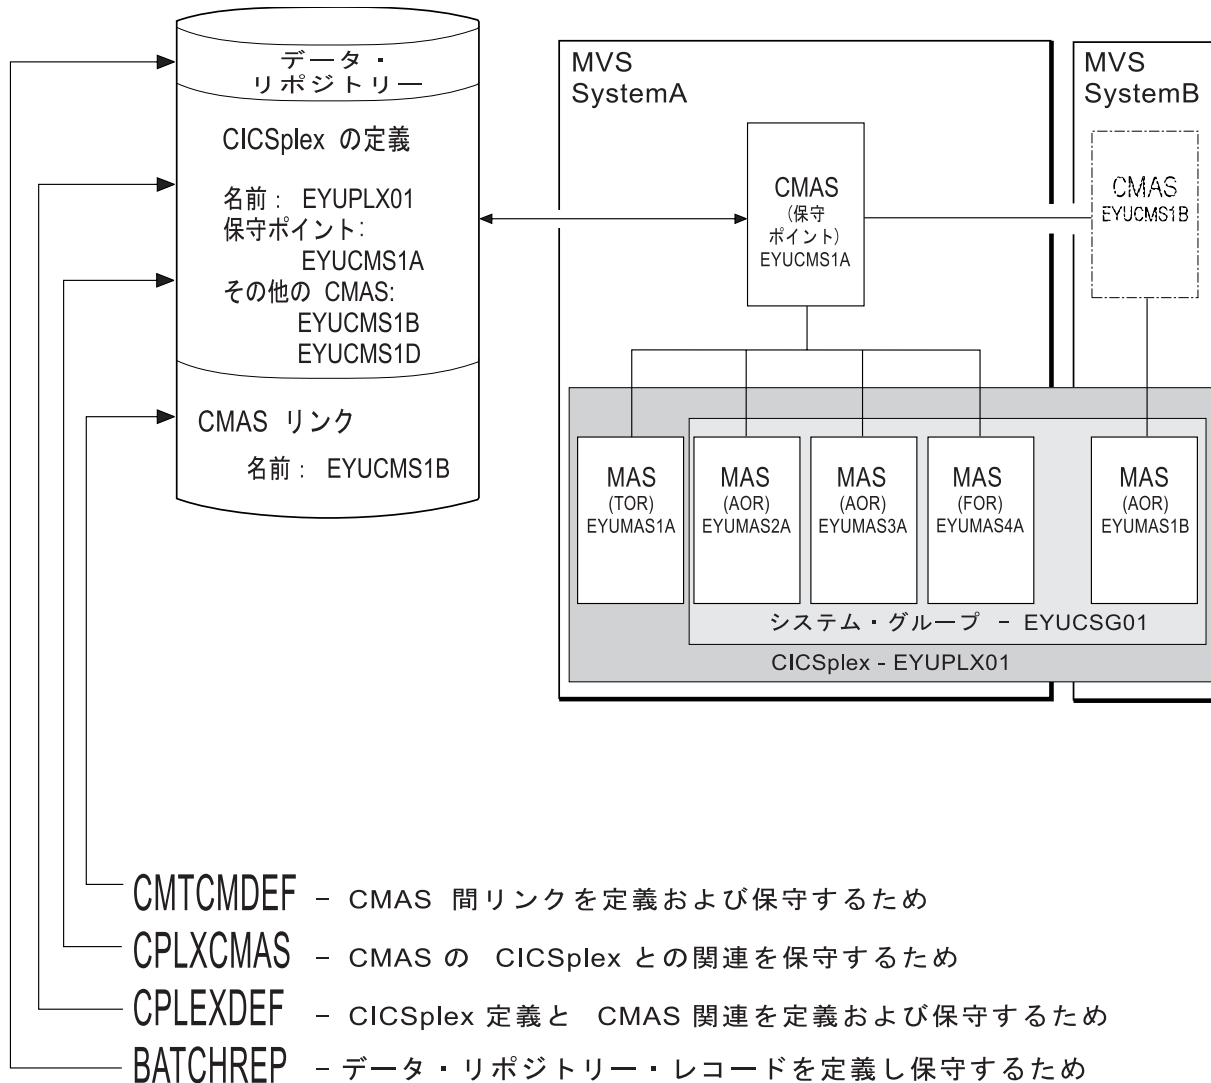 データ・
リポジトリー
CICSplex の定義
名前： EYUPLX01
保守ポイント：
EYUCMS1A
その他の CMAS:
EYUCMS1B
EYUCMS1D
CMAS リンク
名前： EYUCMS1B
MVS
SystemA
CMAS
(保守
ポイント)
EYUCMS1A
MVS
SystemB
CMAS
EYUCMS1B
MAS
(TOR)
EYUMAS1A
MAS
(AOR)
EYUMAS2A
MAS
(AOR)
EYUMAS3A
MAS
(FOR)
EYUMAS4A
MAS
(AOR)
EYUMAS1B
システム・グループ － EYUCSG01
CICSplex - EYUPLX01
CMTCMDEF － CMAS 間リンクを定義および保守するため
CPLXCMAS － CMAS の CICSplex との関連を保守するため
CPLEXDEF － CICSplex 定義と CMAS 関連を定義および保守するため
BATCHREP － データ・リポジトリー・レコードを定義し保守するため